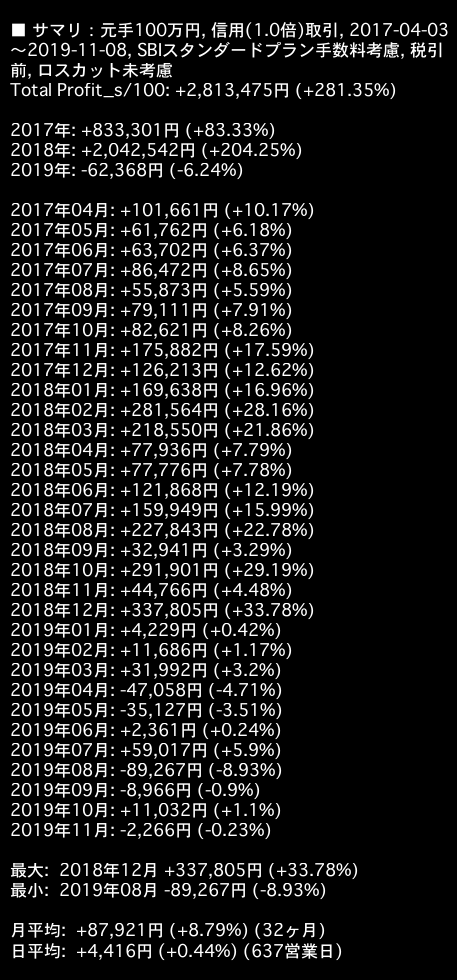 ■ サマリ : 元手100万円, 信用(1.0倍)取引, 2017-04-03
〜2019-11-08, SBIスタンダードプラン手数料考慮, 税引
前, ロスカット未考慮
Total Profit_s/100: +2,813,475円 (+281.35%)
2017年: +833,301円 (+83.33%)
2018年: +2,042,542円 (+204.25%)
2019年: -62,368円 (-6.24%)
2017年04月: +101,661円 (+10.17%)
2017年05月: +61,762円 (+6.18%)
2017年06月: +63,702円 (+6.37%)
2017年07月: +86,472円 (+8.65%)
2017年08月: +55,873円 (+5.59%)
2017年09月: +79,111円 (+7.91%)
2017年10月: +82,621円 (+8.26%)
2017年11月: +175,882円 (+17.59%)
2017年12月: +126,213円 (+12.62%)
2018年01月: +169,638円 (+16.96%)
2018年02月: +281,564円 (+28.16%)
2018年03月: +218,550円 (+21.86%)
2018年04月: +77,936円 (+7.79%)
2018年05月: +77,776円 (+7.78%)
2018年06月: +121,868円 (+12.19%)
2018年07月: +159,949円 (+15.99%)
2018年08月: +227,843円 (+22.78%)
2018年09月: +32,941円 (+3.29%)
2018年10月: +291,901円 (+29.19%)
2018年11月: +44,766円 (+4.48%)
2018年12月: +337,805円 (+33.78%)
2019年01月: +4,229円 (+0.42%)
2019年02月: +11,686円 (+1.17%)
2019年03月: +31,992円 (+3.2%)
2019年04月: -47,058円 (-4.71%)
2019年05月: -35,127円 (-3.51%)
2019年06月: +2,361円 (+0.24%)
2019年07月: +59,017円 (+5.9%)
2019年08月: -89,267円 (-8.93%)
2019年09月: -8,966円 (-0.9%)
2019年10月: +11,032円 (+1.1%)
2019年11月: -2,266円 (-0.23%)
最大: 2018年12月 +337,805円 (+33.78%)
最小: 2019年08月 -89,267円 (-8.93%)
月平均: +87,921円 (+8.79%) (32ヶ月)
日平均: +4,416円 (+0.44%) (637営業日)